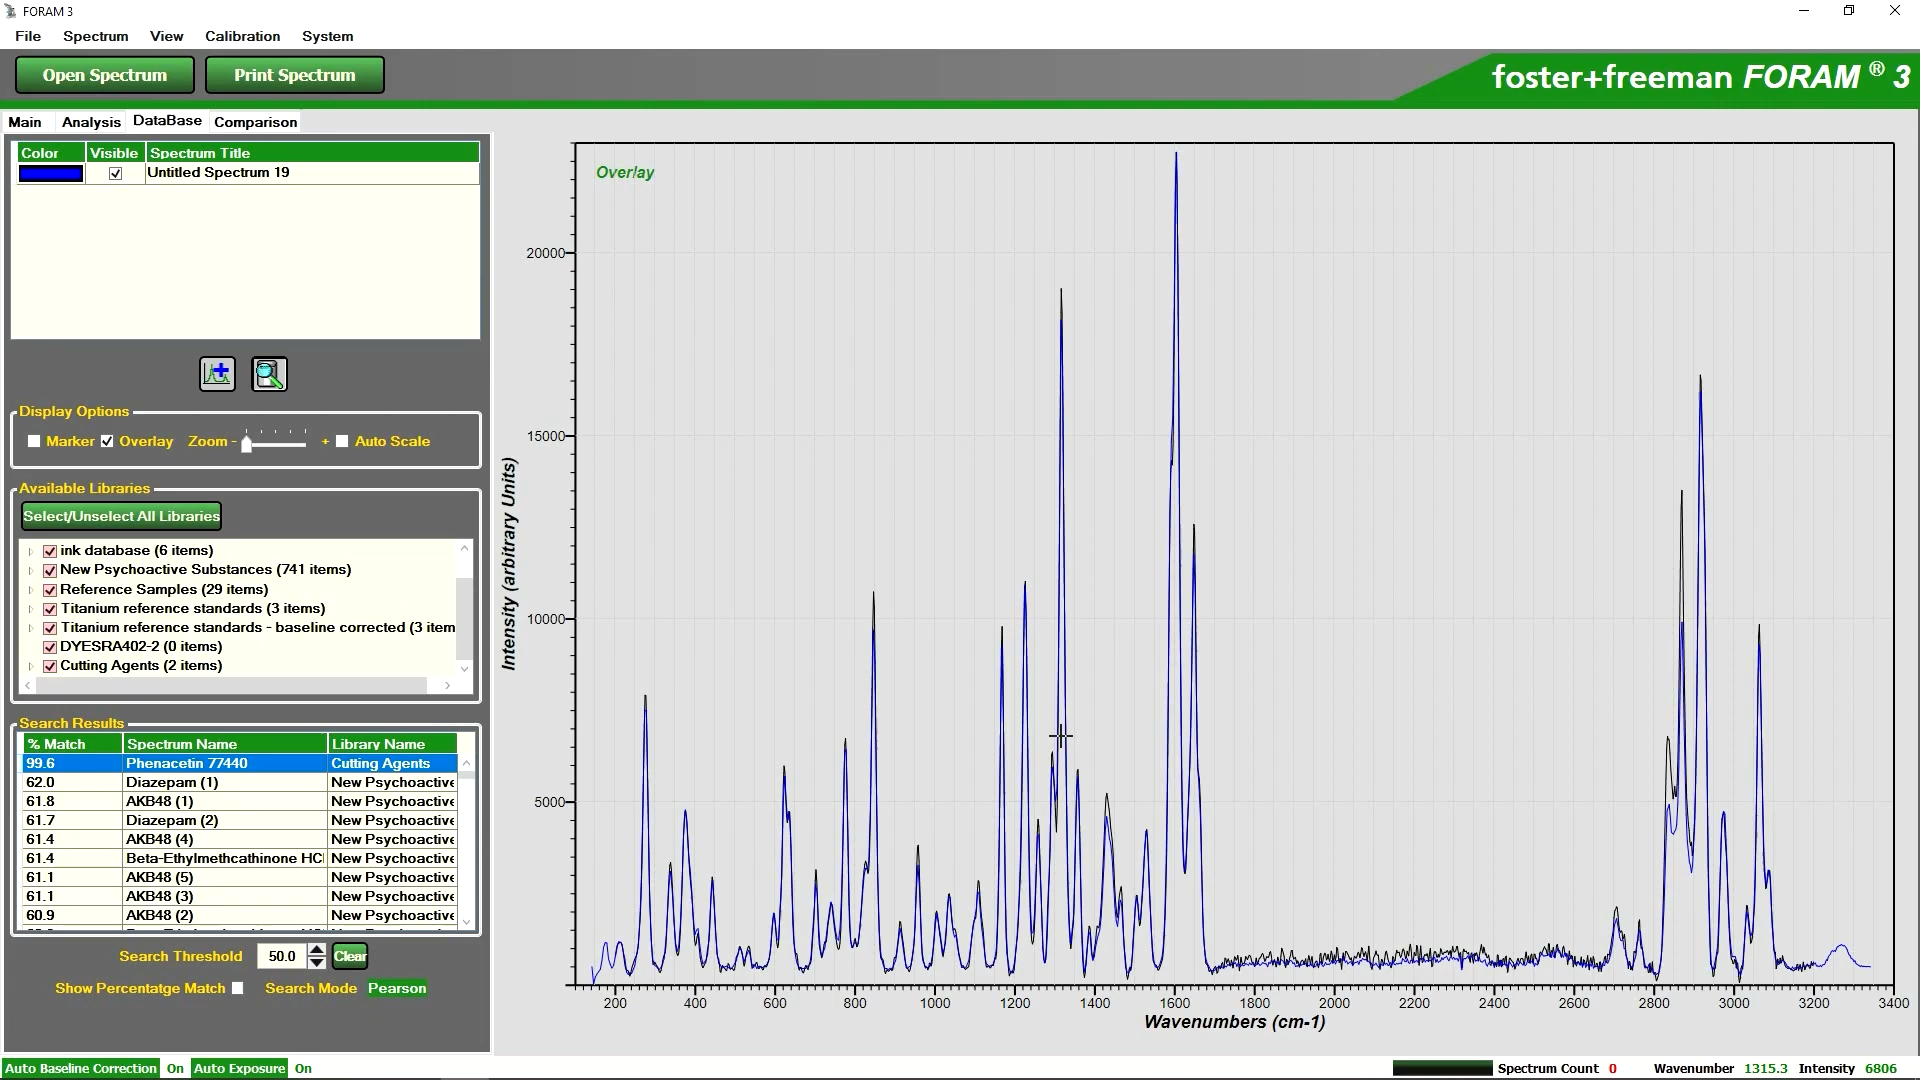 FORAM 3
File Spectrum View Calibration System
Open Spectrum Print Spectrum
foster+freeman FORAM ® 3
Main Analysis DataBase Comparison
Color Visible Spectrum Title
Untitled Spectrum 19
Display Options
Marker Overlay Zoom - + Auto Scale
Available Libraries
Select/Unselect All Libraries
ink database (6 items)
New Psychoactive Substances (741 items)
Reference Samples (29 items)
Titanium reference standards (3 items)
Titanium reference standards - baseline corrected (3 item
DYESRA402-2 (0 items)
Cutting Agents (2 items)
Search Results
% Match Spectrum Name Library Name
99.6 Phenacetin 77440 Cutting Agents
62.0 Diazepam (1) New Psychoactive
61.8 AKB48 (1) New Psychoactive
61.7 Diazepam (2) New Psychoactive
61.4 AKB48 (4) New Psychoactive
61.4 Beta-Ethylmethcathinone HCl New Psychoactive
61.1 AKB48 (5) New Psychoactive
61.1 AKB48 (3) New Psychoactive
60.9 AKB48 (2) New Psychoactive
Search Threshold 50.0 Clear
Show Percentatge Match Search Mode Pearson
Overlay
Intensity (arbitrary Units)
20000
15000
10000
5000
200 400 600 800 1000 1200 1400 1600 1800 2000 2200 2400 2600 2800 3000 3200 3400
Wavenumbers (cm-1)
Auto Baseline Correction On Auto Exposure On
Spectrum Count 0 Wavenumber 1315.3 Intensity 6806